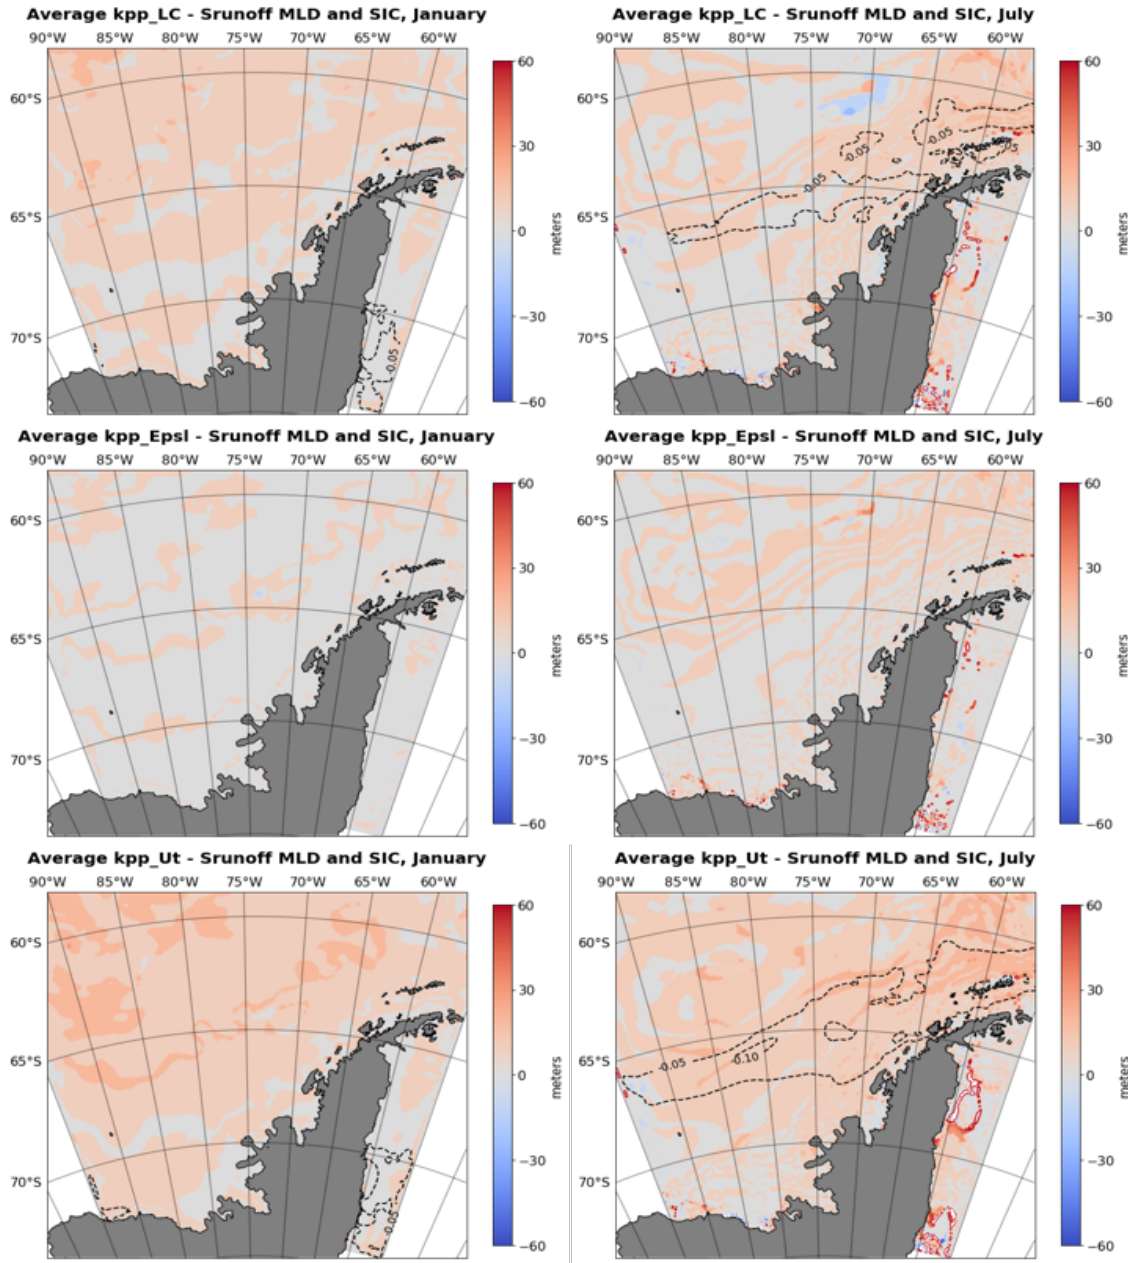 Average kpp_LC - Srunoff MLD and SIC, January
90°W 85°W 80°W 75°W 70°W 65°W 60°W
60°S
65°S
70°S
-0.05
60
30
0
−30
−60
meters
Average kpp_LC - Srunoff MLD and SIC, July
90°W 85°W 80°W 75°W 70°W 65°W 60°W
60°S
65°S
70°S
-0.05
-0.05
-0.05
60
30
0
−30
−60
meters
Average kpp_Epsl - Srunoff MLD and SIC, January
90°W 85°W 80°W 75°W 70°W 65°W 60°W
60°S
65°S
70°S
60
30
0
−30
−60
meters
Average kpp_Epsl - Srunoff MLD and SIC, July
90°W 85°W 80°W 75°W 70°W 65°W 60°W
60°S
65°S
70°S
60
30
0
−30
−60
meters
Average kpp_Ut - Srunoff MLD and SIC, January
90°W 85°W 80°W 75°W 70°W 65°W 60°W
60°S
65°S
70°S
60
30
0
−30
−60
meters
Average kpp_Ut - Srunoff MLD and SIC, July
90°W 85°W 80°W 75°W 70°W 65°W 60°W
60°S
65°S
70°S
-0.05
-0.10
60
30
0
−30
−60
meters